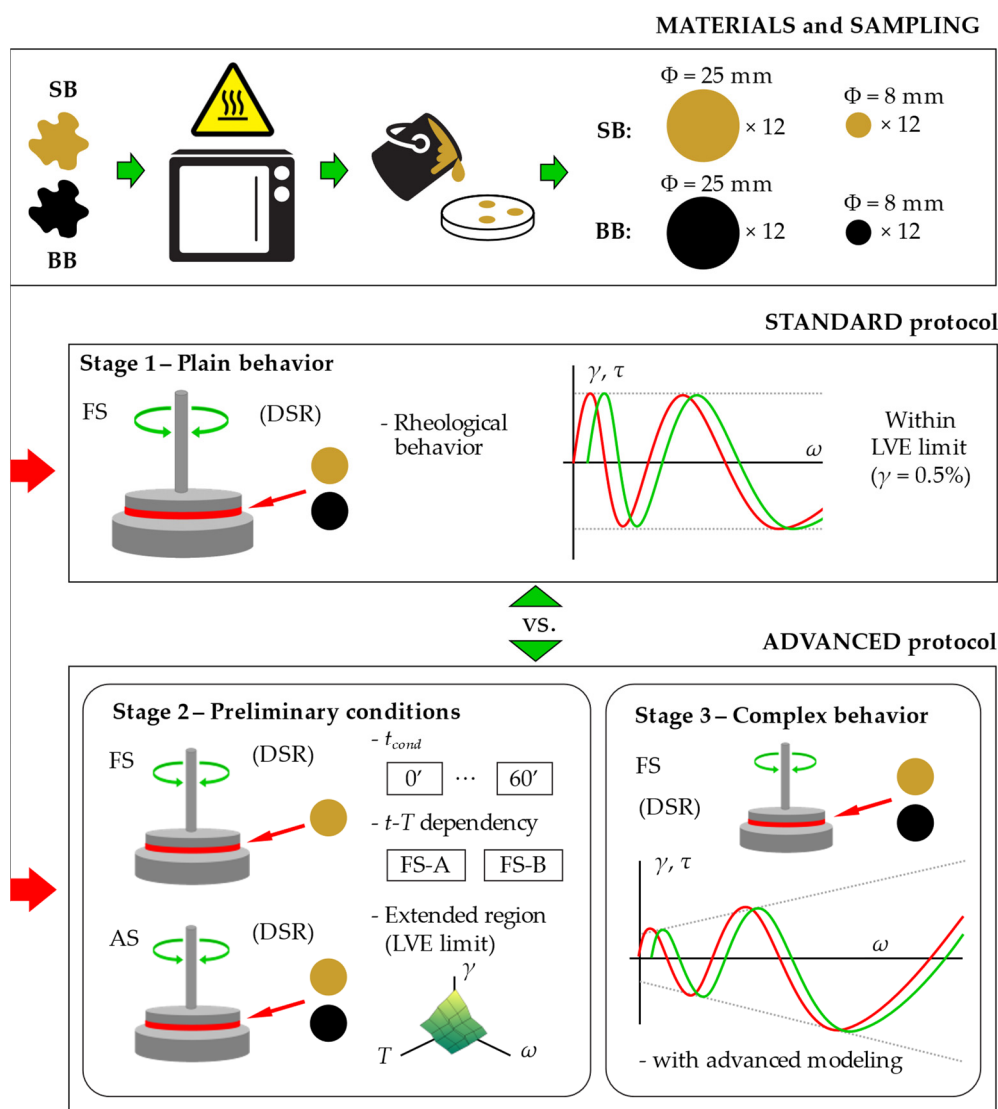 MATERIALS and SAMPLING
SB
BB
Φ = 25 mm
Φ = 8 mm
SB:
× 12
× 12
Φ = 25 mm
Φ = 8 mm
BB:
× 12
× 12
STANDARD protocol
Stage 1 – Plain behavior
FS
(DSR)
- Rheological
behavior
γ, τ
ω
Within
LVE limit
(γ = 0.5%)
vs.
ADVANCED protocol
Stage 2 – Preliminary conditions
FS
(DSR)
- tcond
0′ ... 60′
- t-T dependency
FS-A
FS-B
AS
(DSR)
- Extended region
(LVE limit)
γ
T
ω
Stage 3 – Complex behavior
FS
(DSR)
γ, τ
ω
- with advanced modeling